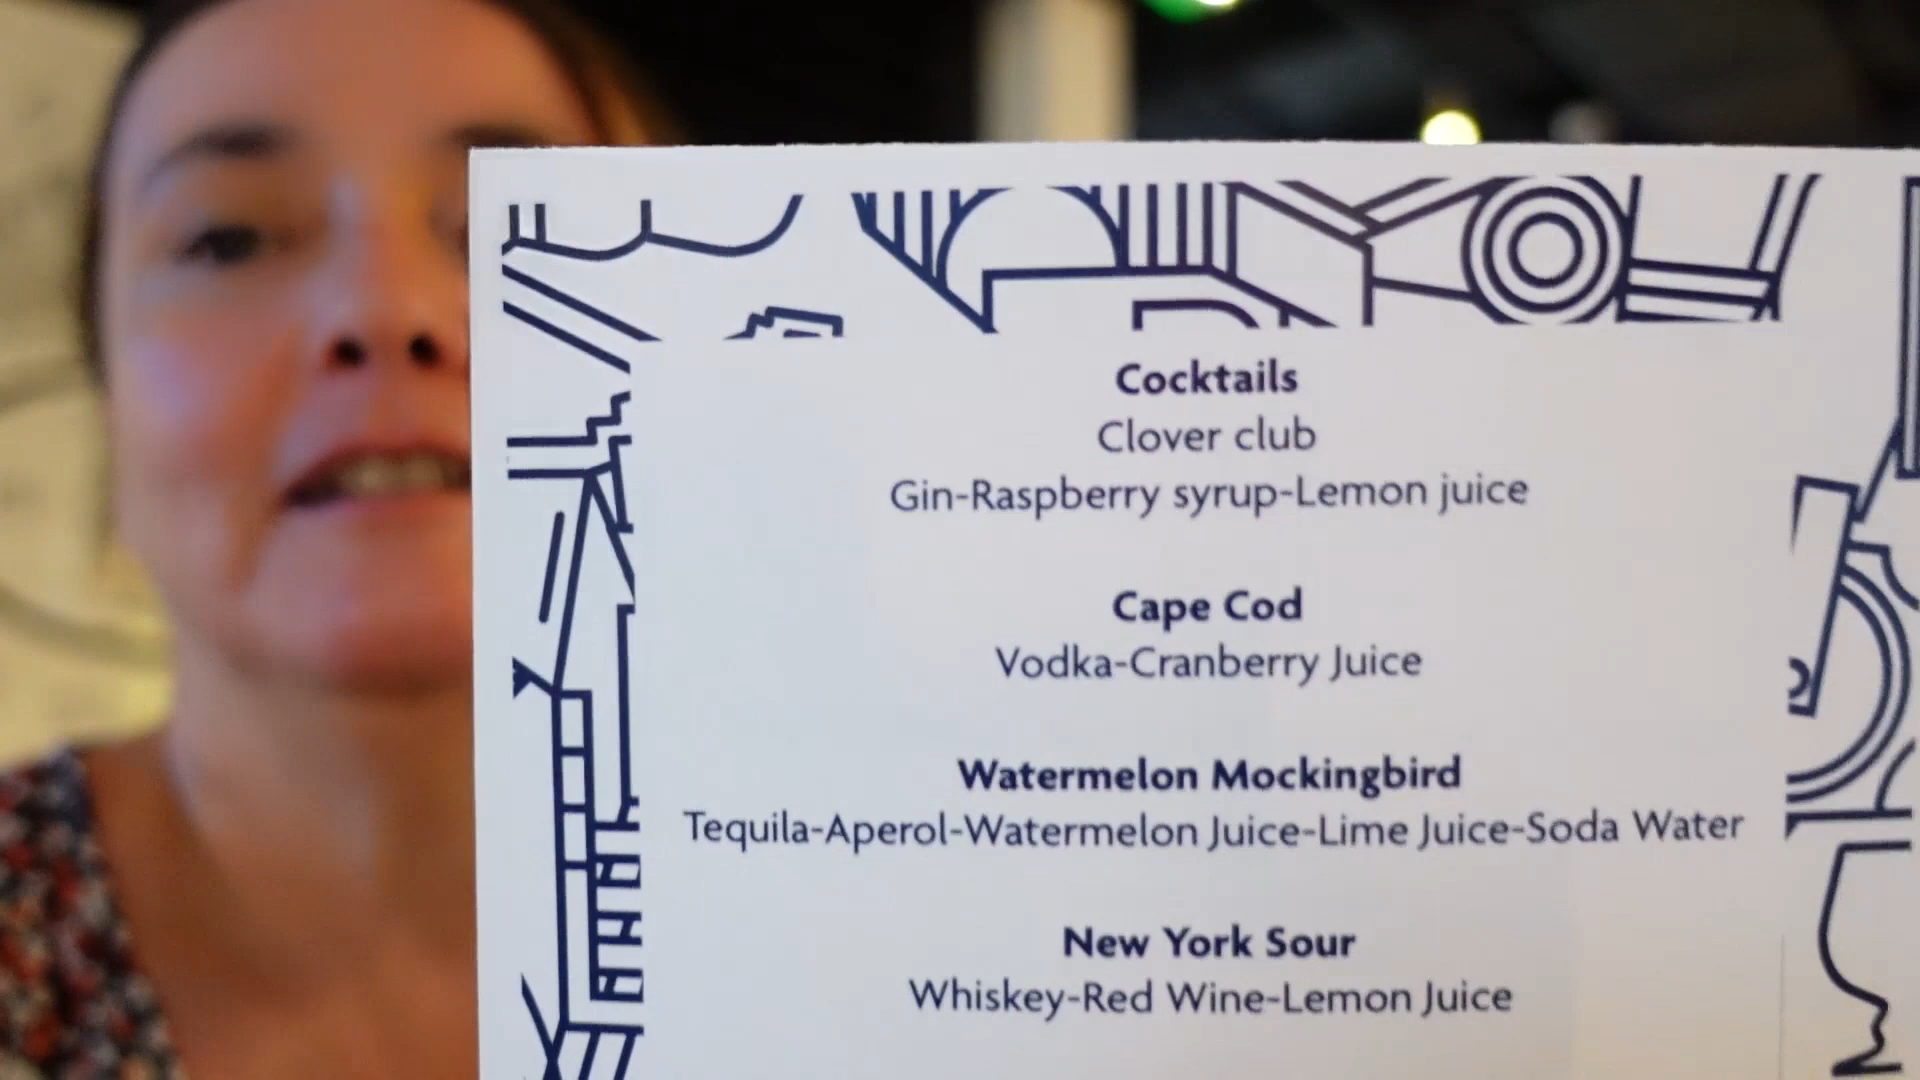 Cocktails
Clover club
Gin-Raspberry syrup-Lemon juice
Cape Cod
Vodka-Cranberry Juice
Watermelon Mockingbird
Tequila-Aperol-Watermelon Juice-Lime Juice-Soda Water
New York Sour
Whiskey-Red Wine-Lemon Juice